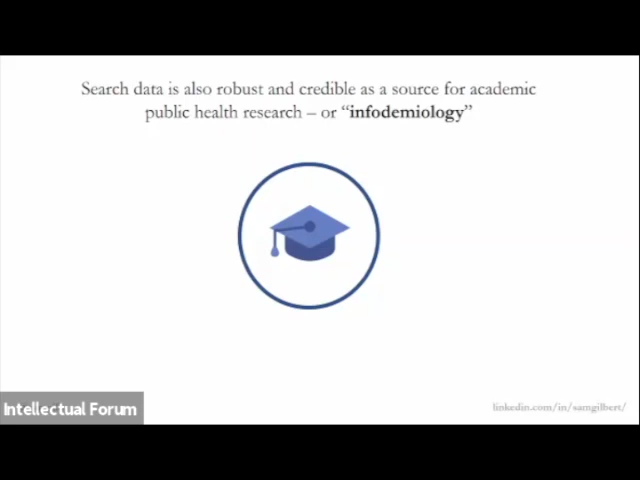 Search data is also robust and credible as a source for academic
public health research – or “infodemiology”
Intellectual Forum
linkedin.com/in/samgilbert/